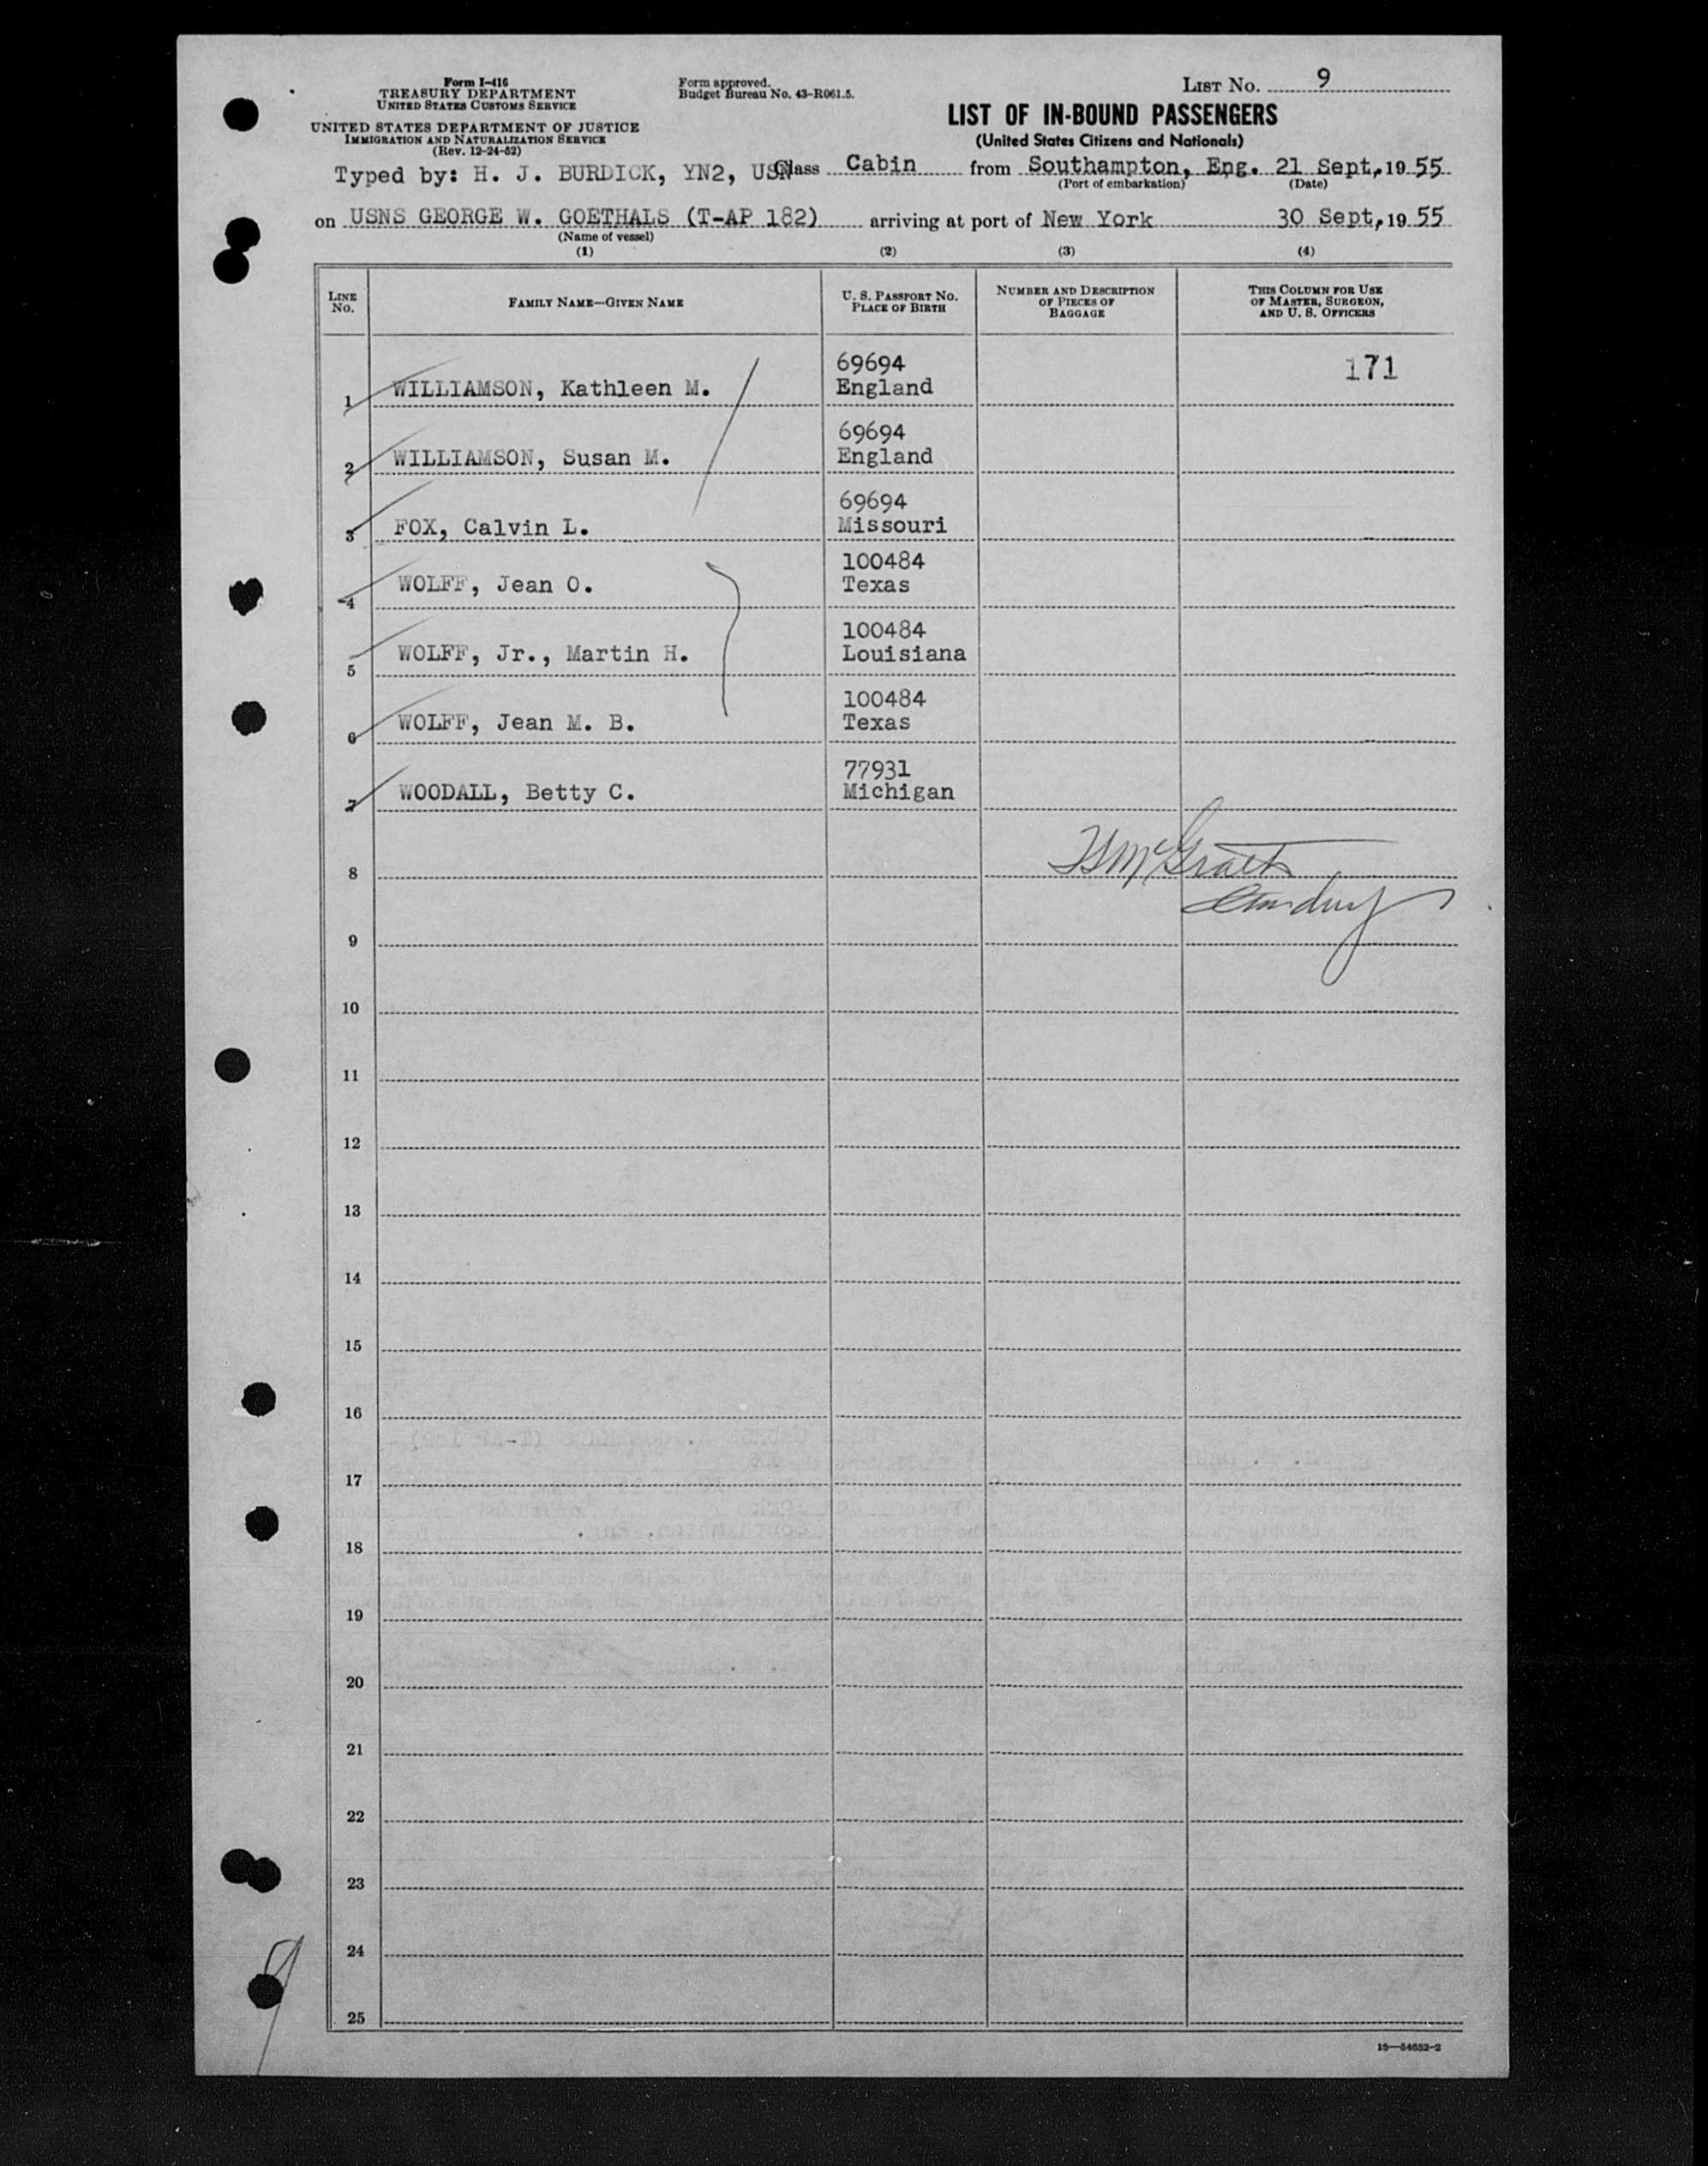 Form I-416
TREASURY DEPARTMENT
UNITED STATES CUSTOMS SERVICE
UNITED STATES DEPARTMENT OF JUSTICE
IMMIGRATION AND NATURALIZATION SERVICE
(Rev. 12-24-52)
Form approved.
Budget Bureau No. 43-R061.5.
LIST NO. 9
LIST OF IN-BOUND PASSENGERS
(United States Citizens and Nationals)
Typed by: H. J. BURDICK, YN2, USN Class Cabin from Southampton, Eng. 21 Sept, 1955
(Port of embarkation) (Date)
on USNS GEORGE W. GOETHALS (T-AP 182) arriving at port of New York 30 Sept, 1955
(Name of vessel)
(1) (2) (3) (4)
LINE NO. FAMILY NAME—GIVEN NAME U. S. PASSPORT NO. PLACE OF BIRTH NUMBER AND DESCRIPTION OF PIECES OF BAGGAGE THIS COLUMN FOR USE OF MASTER, SURGEON, AND U. S. OFFICERS
69694 171
1 WILLIAMSON, Kathleen M. England
69694
2 WILLIAMSON, Susan M. England
69694
3 FOX, Calvin L. Missouri
100484
4 WOLFF, Jean O. Texas
100484
5 WOLFF, Jr., Martin H. Louisiana
100484
6 WOLFF, Jean M. B. Texas
77931
7 WOODALL, Betty C. Michigan
8 McGrath
9
10
11
12
13
14
15
16
17
18
19
20
21
22
23
24
25
16—54652-2